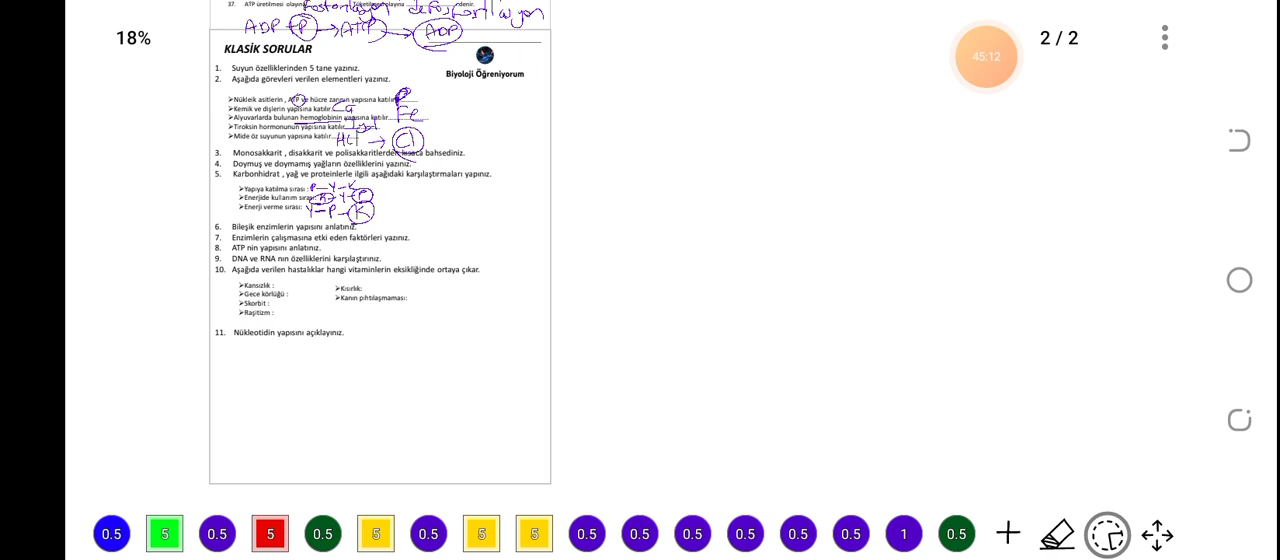 37. ATP üretilmesi olayına fosforilasyon Tüketilmesi olayına defosforilasyon denir.
ADP + P → ATP → ADP
18%
2 / 2
45:12
KLASİK SORULAR
Biyoloji Öğreniyorum
1. Suyun özelliklerinden 5 tane yazınız.
2. Aşağıda görevleri verilen elementleri yazınız.
➢Nükleik asitlerin , ATP ve hücre zarının yapısına katılır P
➢Kemik ve dişlerin yapısına katılır. Ca
➢Alyuvarlarda bulunan hemoglobinin yapısına katılır. Fe
➢Tiroksin hormonunun yapısına katılır. İyot
➢Mide öz suyunun yapısına katılır. HCl → Cl
3. Monosakkarit , disakkarit ve polisakkaritlerden kısaca bahsediniz.
4. Doymuş ve doymamış yağların özelliklerini yazınız.
5. Karbonhidrat , yağ ve proteinlerle ilgili aşağıdaki karşılaştırmaları yapınız.
➢Yapıya katılma sırası : P-Y-K
➢Enerjide kullanım sırası: K-Y-P
➢Enerji verme sırası: Y-P-K
6. Bileşik enzimlerin yapısını anlatınız.
7. Enzimlerin çalışmasına etki eden faktörleri yazınız.
8. ATP nin yapısını anlatınız.
9. DNA ve RNA nın özelliklerini karşılaştırınız.
10. Aşağıda verilen hastalıklar hangi vitaminlerin eksikliğinde ortaya çıkar.
➢Kansızlık :
➢Gece körlüğü :
➢Skorbit :
➢Raşitizm :
➢Kısırlık:
➢Kanın pıhtılaşmaması:
11. Nükleotidin yapısını açıklayınız.
0.5 5 0.5 5 0.5 5 0.5 5 5 0.5 0.5 0.5 0.5 0.5 0.5 1 0.5